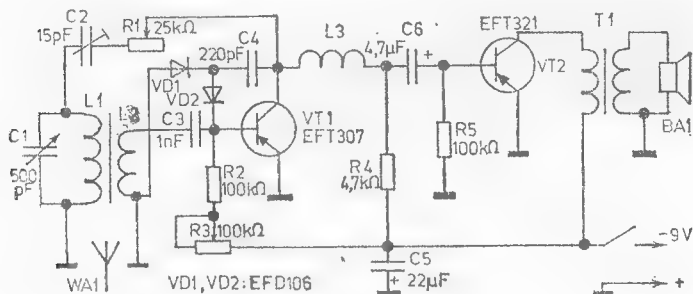 C2
15pF
R1
25kΩ
220pF
C4
L3
4,7µF
C6
+
EFT321
VT2
T1
BA1
VD1
VD2
L1
L2
C1
500
pF
C3
1nF
VT1
EFT307
R2
100kΩ
R3
100kΩ
R4
4,7kΩ
R5
100kΩ
C5
+
22µF
-9V
+
WA1
VD1,VD2:EFD106